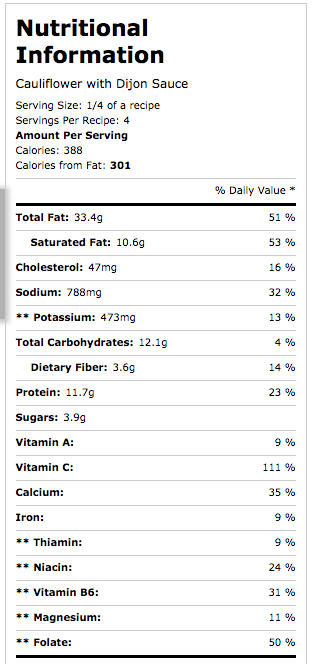 Nutritional
Information
Cauliflower with Dijon Sauce
Serving Size: 1/4 of a recipe
Servings Per Recipe: 4
Amount Per Serving
Calories: 388
Calories from Fat: 301
% Daily Value *
Total Fat: 33.4g 51 %
Saturated Fat: 10.6g 53 %
Cholesterol: 47mg 16 %
Sodium: 788mg 32 %
** Potassium: 473mg 13 %
Total Carbohydrates: 12.1g 4 %
Dietary Fiber: 3.6g 14 %
Protein: 11.7g 23 %
Sugars: 3.9g
Vitamin A: 9 %
Vitamin C: 111 %
Calcium: 35 %
Iron: 9 %
** Thiamin: 9 %
** Niacin: 24 %
** Vitamin B6: 31 %
** Magnesium: 11 %
** Folate: 50 %